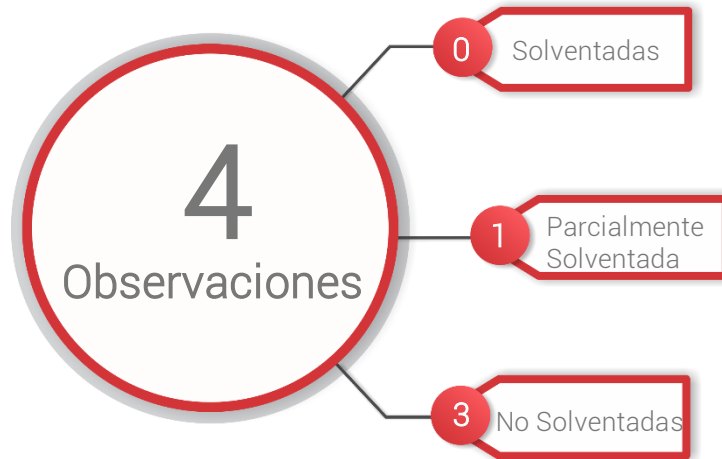 4
Observaciones
0
Solventadas
1
Parcialmente
Solventada
3
No Solventadas